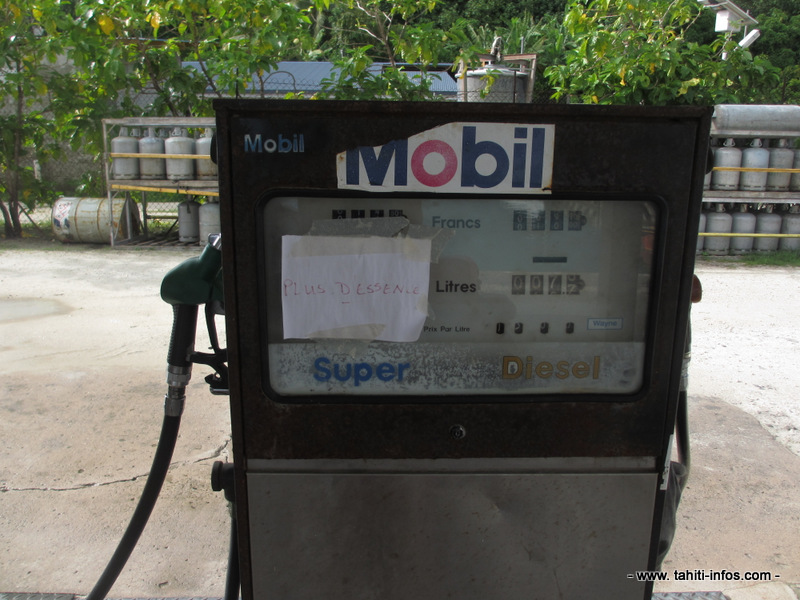 Mobil
Mobil
Francs
PLUS D'ESSENCE
Litres
Prix Par Litre
Wayne
Super
Diesel
- www. tahiti-infos.com -